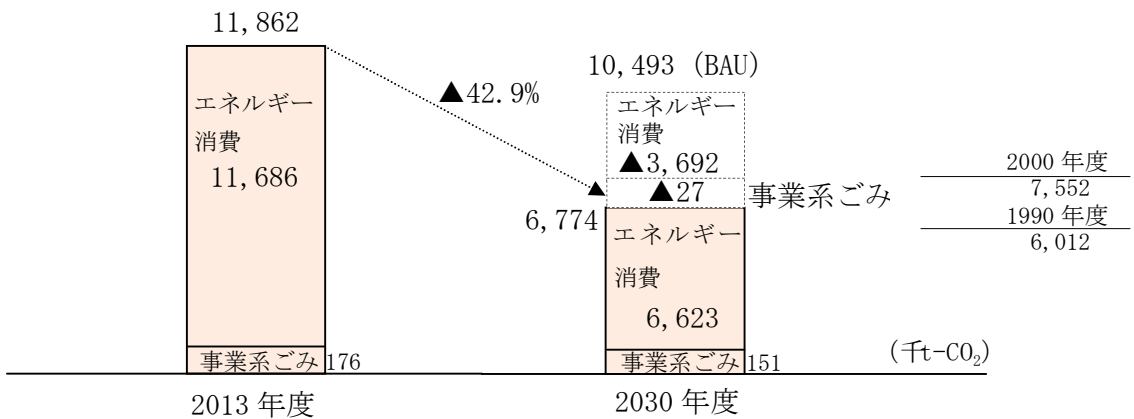 11,862
エネルギー
消費
11,686
事業系ごみ 176
2013 年度
▲42.9%
10,493 (BAU)
エネルギー
消費
▲3,692
▲27 事業系ごみ
6,774
エネルギー
消費
6,623
事業系ごみ 151
2030 年度
2000 年度
7,552
1990 年度
6,012
(千t-CO₂)